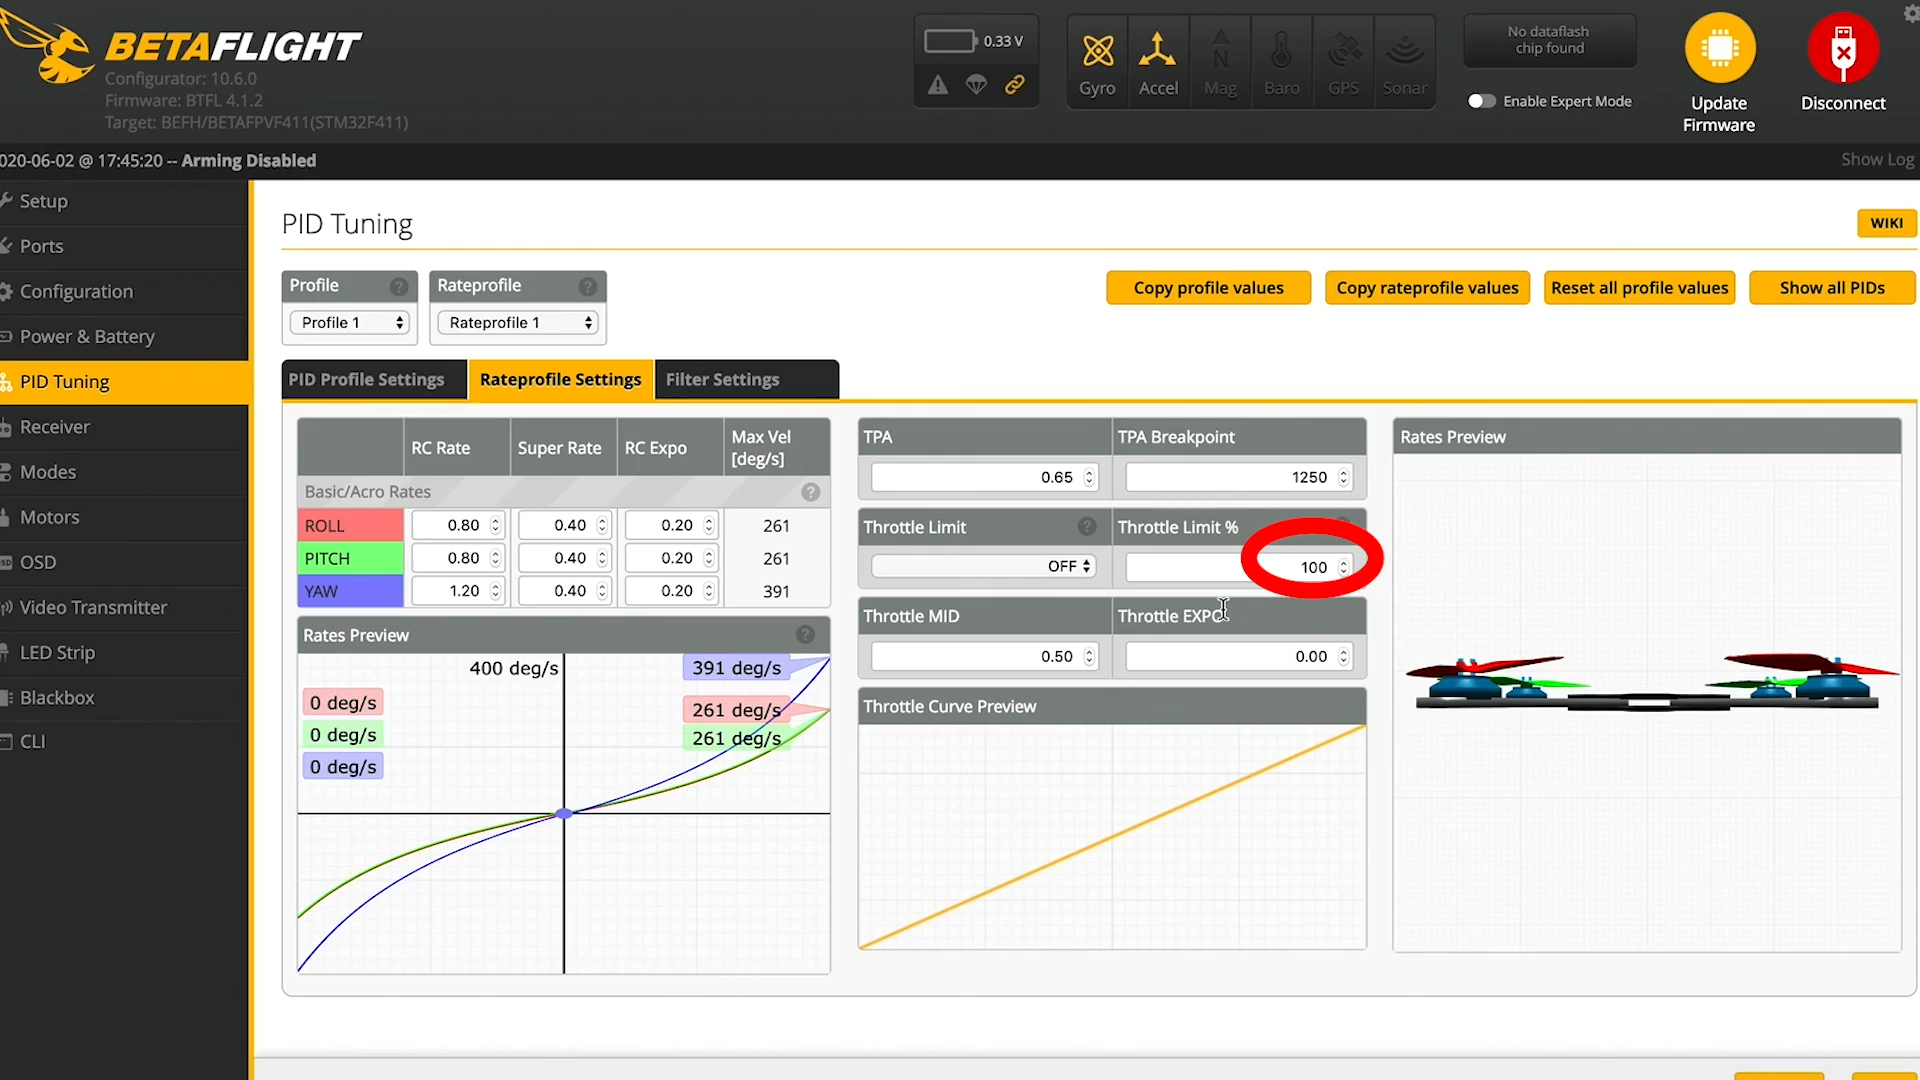 BETAFLIGHT
Configurator: 10.6.0
Firmware: BTFL 4.1.2
Target: BEFH/BETAFPVF411(STM32F411)
0.33 V
Gyro
Accel
Mag
Baro
GPS
Sonar
No dataflash
chip found
Enable Expert Mode
Update
Firmware
Disconnect
020-06-02 @ 17:45:20 -- Arming Disabled
Show Log
Setup
Ports
Configuration
Power & Battery
PID Tuning
Receiver
Modes
Motors
OSD
Video Transmitter
LED Strip
Blackbox
CLI
PID Tuning
WIKI
Profile
Profile 1
Rateprofile
Rateprofile 1
Copy profile values
Copy rateprofile values
Reset all profile values
Show all PIDs
PID Profile Settings
Rateprofile Settings
Filter Settings
RC Rate
Super Rate
RC Expo
Max Vel
[deg/s]
Basic/Acro Rates
ROLL 0.80 0.40 0.20 261
PITCH 0.80 0.40 0.20 261
YAW 1.20 0.40 0.20 391
Rates Preview
400 deg/s
391 deg/s
261 deg/s
261 deg/s
0 deg/s
0 deg/s
0 deg/s
TPA
0.65
TPA Breakpoint
1250
Throttle Limit
OFF
Throttle Limit %
100
Throttle MID
0.50
Throttle EXPO
0.00
Throttle Curve Preview
Rates Preview